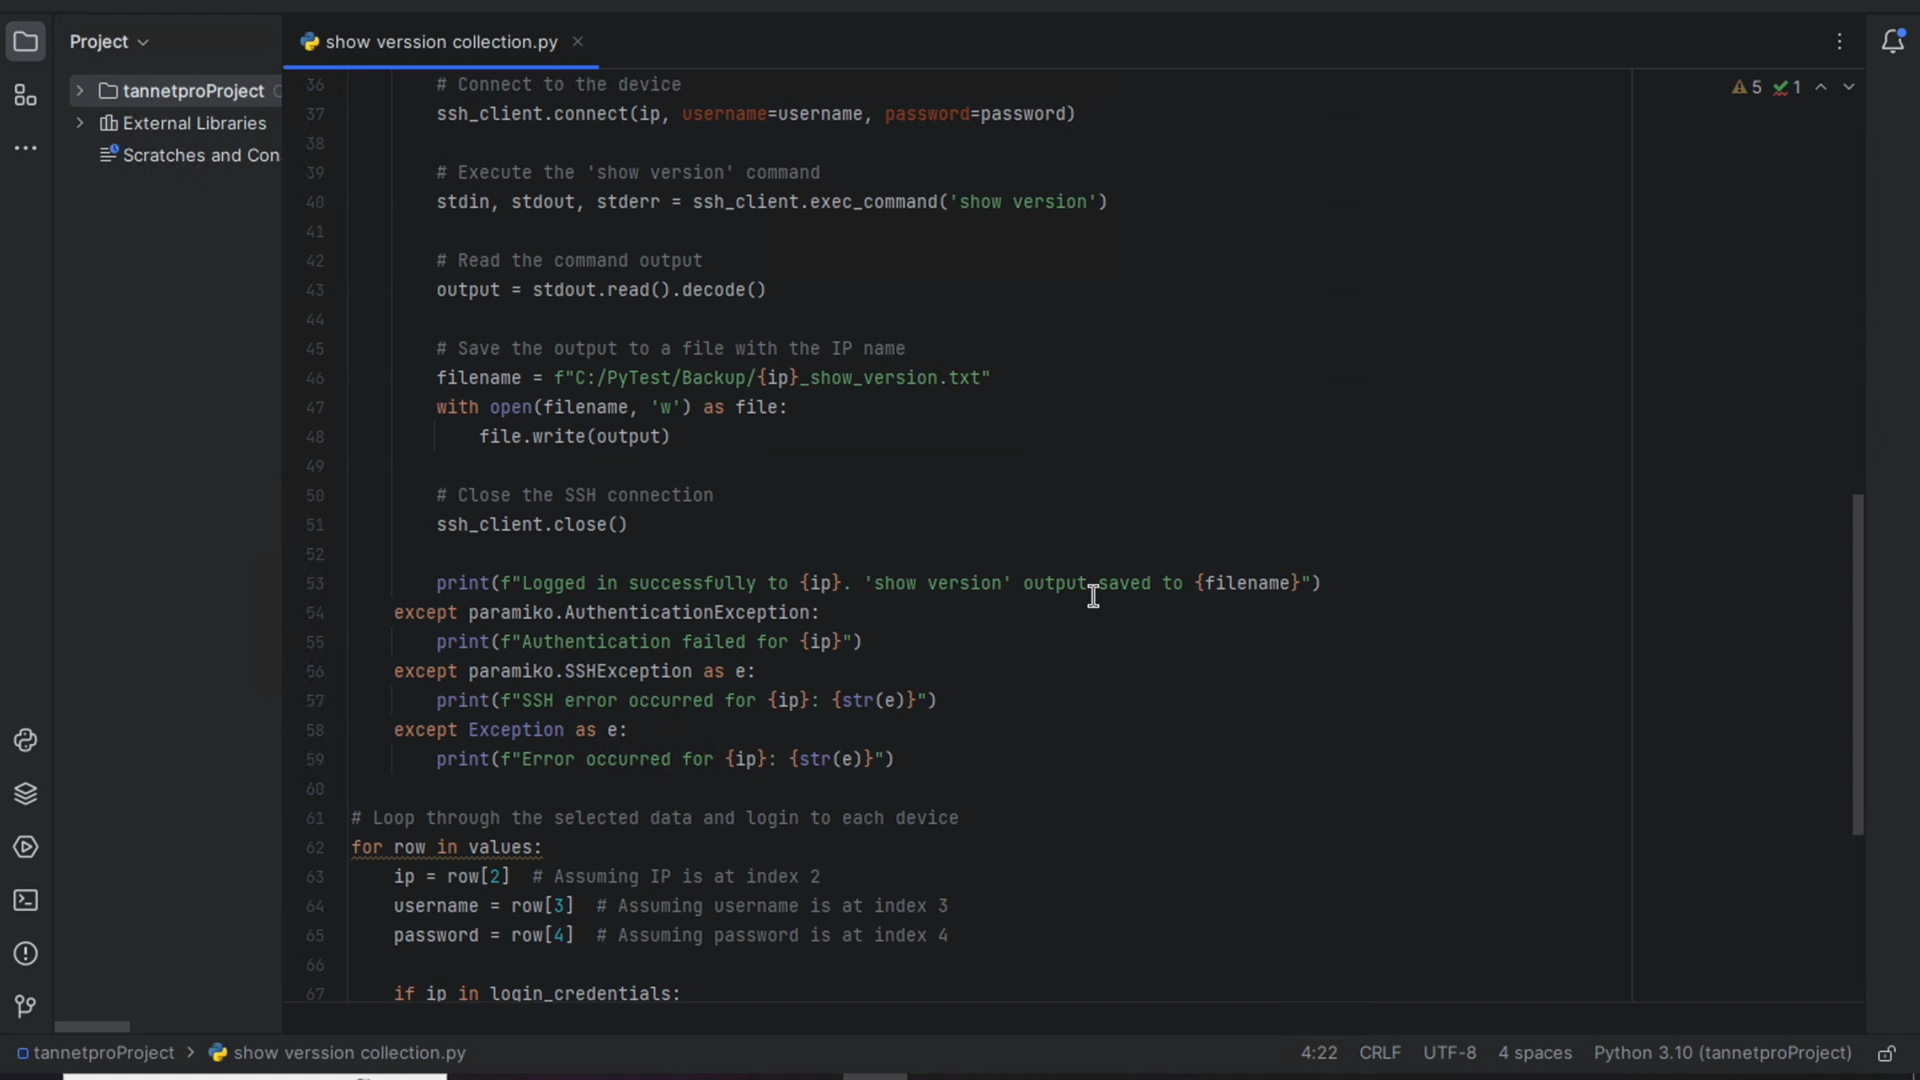 Project
show verssion collection.py
tannetproProject
External Libraries
Scratches and Con
5 1
36 # Connect to the device
37 ssh_client.connect(ip, username=username, password=password)
38
39 # Execute the 'show version' command
40 stdin, stdout, stderr = ssh_client.exec_command('show version')
41
42 # Read the command output
43 output = stdout.read().decode()
44
45 # Save the output to a file with the IP name
46 filename = f"C:/PyTest/Backup/{ip}_show_version.txt"
47 with open(filename, 'w') as file:
48 file.write(output)
49
50 # Close the SSH connection
51 ssh_client.close()
52
53 print(f"Logged in successfully to {ip}. 'show version' output saved to {filename}")
54 except paramiko.AuthenticationException:
55 print(f"Authentication failed for {ip}")
56 except paramiko.SSHException as e:
57 print(f"SSH error occurred for {ip}: {str(e)}")
58 except Exception as e:
59 print(f"Error occurred for {ip}: {str(e)}")
60
61 # Loop through the selected data and login to each device
62 for row in values:
63 ip = row[2] # Assuming IP is at index 2
64 username = row[3] # Assuming username is at index 3
65 password = row[4] # Assuming password is at index 4
66
67 if ip in login_credentials:
tannetproProject > show verssion collection.py
4:22 CRLF UTF-8 4 spaces Python 3.10 (tannetproProject)